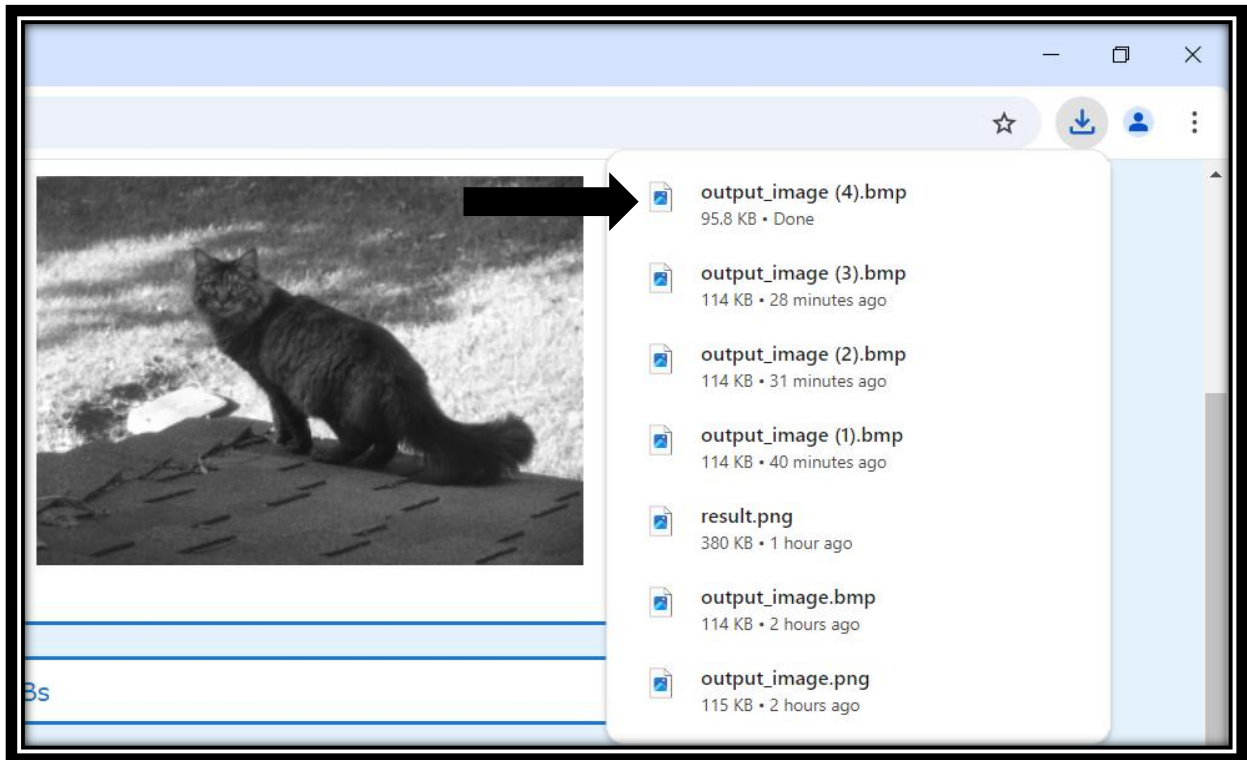 output_image (4).bmp
95.8 KB • Done
output_image (3).bmp
114 KB • 28 minutes ago
output_image (2).bmp
114 KB • 31 minutes ago
output_image (1).bmp
114 KB • 40 minutes ago
result.png
380 KB • 1 hour ago
output_image.bmp
114 KB • 2 hours ago
output_image.png
115 KB • 2 hours ago